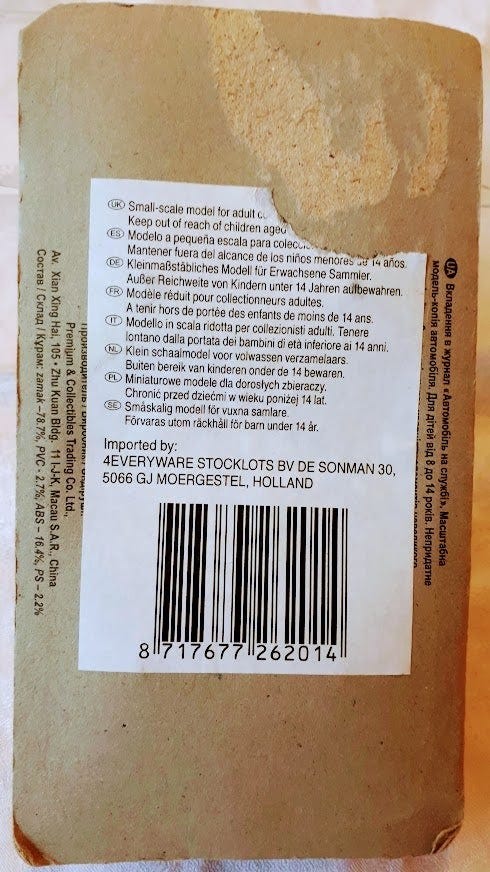 UK Small-scale model for adult
Keep out of reach of children aged
ES Modelo a pequeña escala para
Mantener fuera del alcance de los niños menores de 14 años.
DE Kleinmaßstäbliches Modell für Erwachsene Sammier.
Außer Reichweite von Kindern unter 14 Jahren aufbewahren.
FR Modèle réduit pour collectionneurs adultes.
A tenir hors de portée des enfants de moins de 14 ans.
IT Modello in scala ridotta per collezionisti adulti. Tenere
lontano dalla portata dei bambini di età inferiore ai 14 anni.
NL Klein schaalmodel voor volwassen verzamelaars.
Buiten bereik van kinderen onder 14 bewaren.
PL Miniaturowe modele dla dorosłych zbieraczy.
Chronić przed dziećmi w wieku poniżej 14 lat.
SE Småskalig modell för vuxna samlare.
Förvaras utom räckhåll för barn under 14 år.
Imported by:
4EVERYWARE STOCKLOTS BV DE SONMAN 30,
5066 GJ MOERGESTEL, HOLLAND
8 717677 262014
UA Вкладення в журнал «Автомобіль на службі». Масштабна
модель-копія автомобіля. Для дітей від 8 до 14 років. Непридатне
Premium & Collectibles Trading Co. Ltd.
Av. Xian Xing Hai, 105 • Zhu Kuan Bldg. 11 I-J-K, Macau S.A.R., China
Состав / Склад / Курам: zamak –78.7%, PVC - 2.7%, ABS – 16.4%, PS – 2.2%